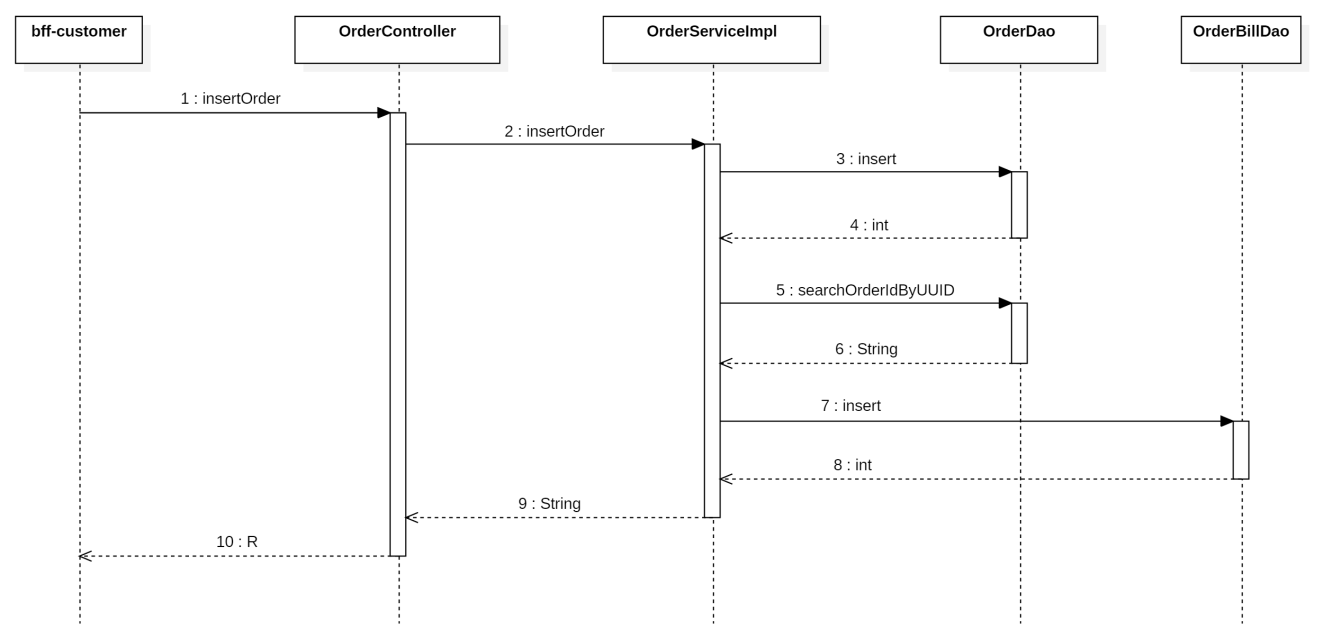 bff-customer
OrderController
OrderServiceImpl
OrderDao
OrderBillDao
1 : insertOrder
2 : insertOrder
3 : insert
4 : int
5 : searchOrderIdByUUID
6 : String
7 : insert
8 : int
9 : String
10 : R